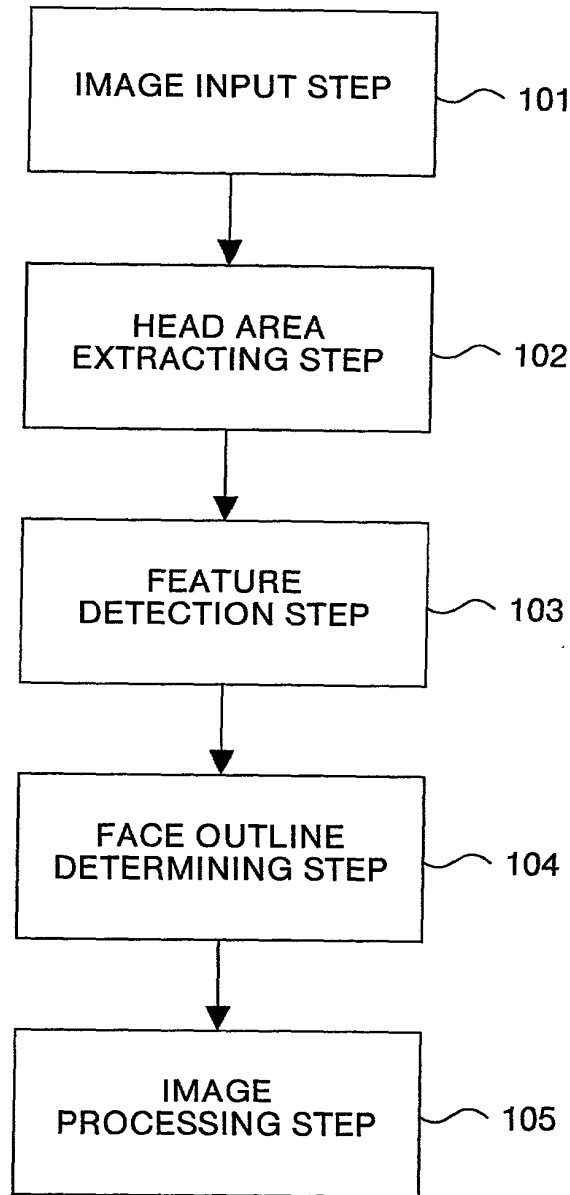 IMAGE INPUT STEP
101
HEAD AREA
EXTRACTING STEP
102
FEATURE
DETECTION STEP
103
FACE OUTLINE
DETERMINING STEP
104
IMAGE
PROCESSING STEP
105